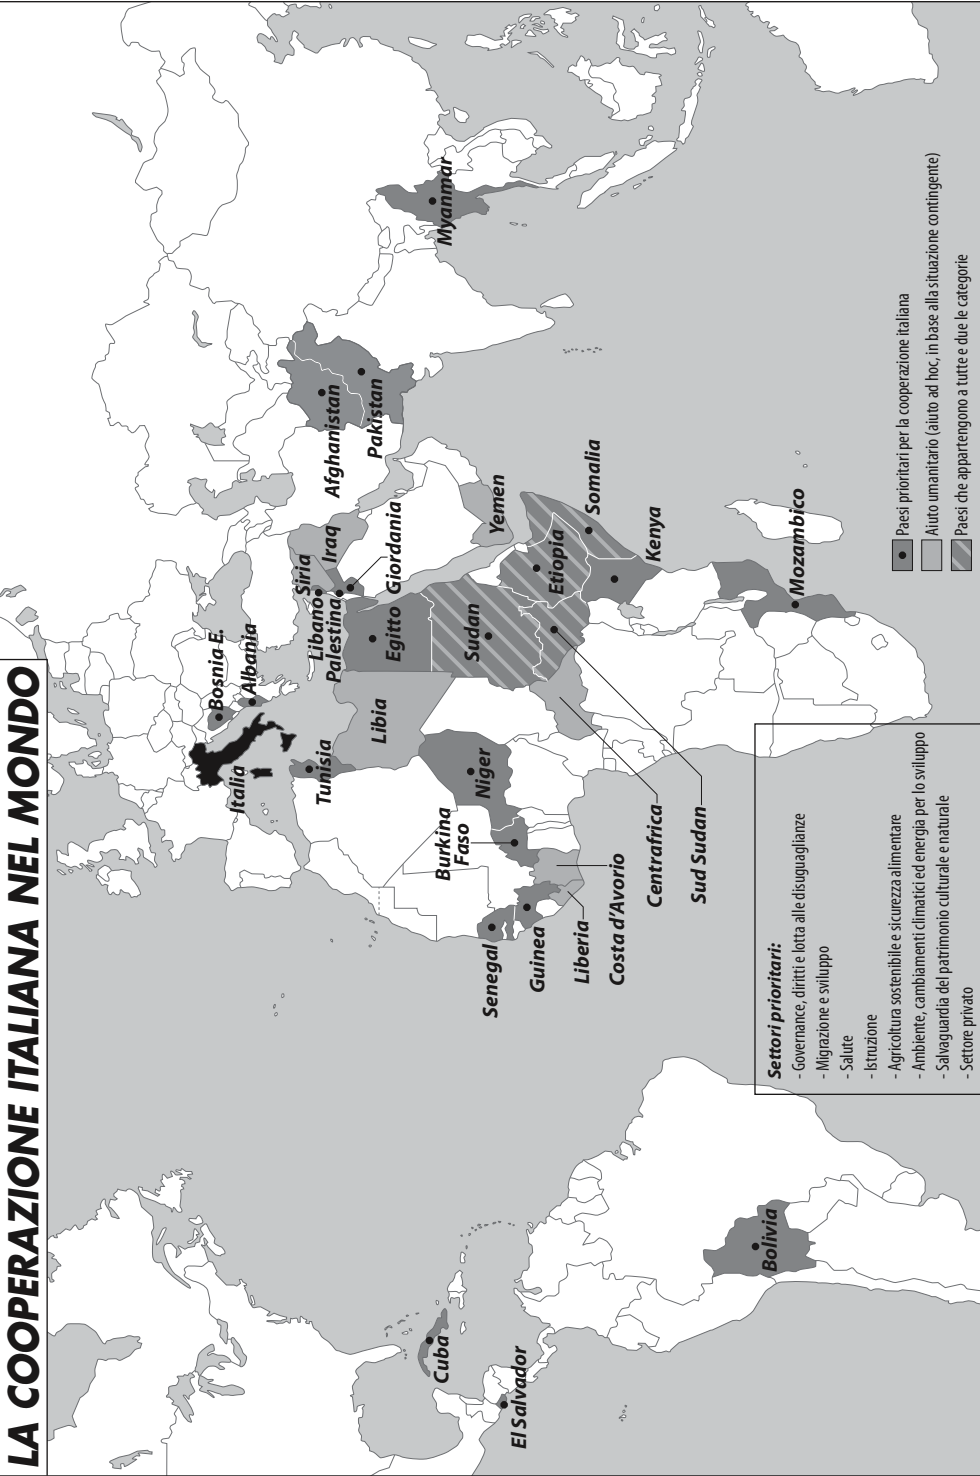 LA COOPERAZIONE ITALIANA NEL MONDO
Bosnia E.
Albania
Italia
Tunisia
Libano
Siria
Palestina
Iraq
Giordania
Egitto
Libia
Afghanistan
Pakistan
Myanmar
Yemen
Sudan
Etiopia
Somalia
Kenya
Mozambico
Niger
Burkina
Faso
Senegal
Guinea
Liberia
Costa d'Avorio
Centrafrica
Sud Sudan
Cuba
El Salvador
Bolivia
Settori prioritari:
- Governance, diritti e lotta alle disuguaglianze
- Migrazione e sviluppo
- Salute
- Istruzione
- Agricoltura sostenibile e sicurezza alimentare
- Ambiente, cambiamenti climatici ed energia per lo sviluppo
- Salvaguardia del patrimonio culturale e naturale
- Settore privato
Paesi prioritari per la cooperazione italiana
Aiuto umanitario (aiuto ad hoc, in base alla situazione contingente)
Paesi che appartengono a tutte e due le categorie